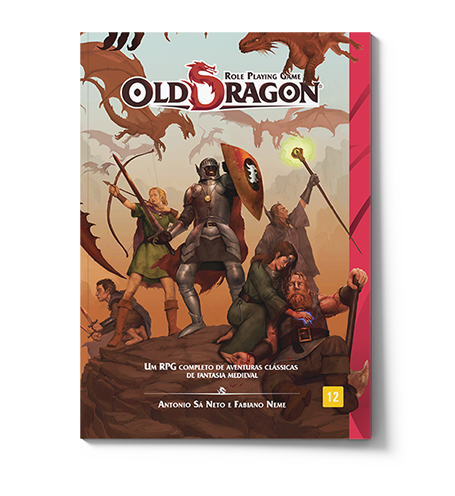 ROLE PLAYING GAME
OLD DRAGON®
UM RPG COMPLETO DE AVENTURAS CLÁSSICAS
DE FANTASIA MEDIEVAL
ANTONIO SÁ NETO E FABIANO NEME
12